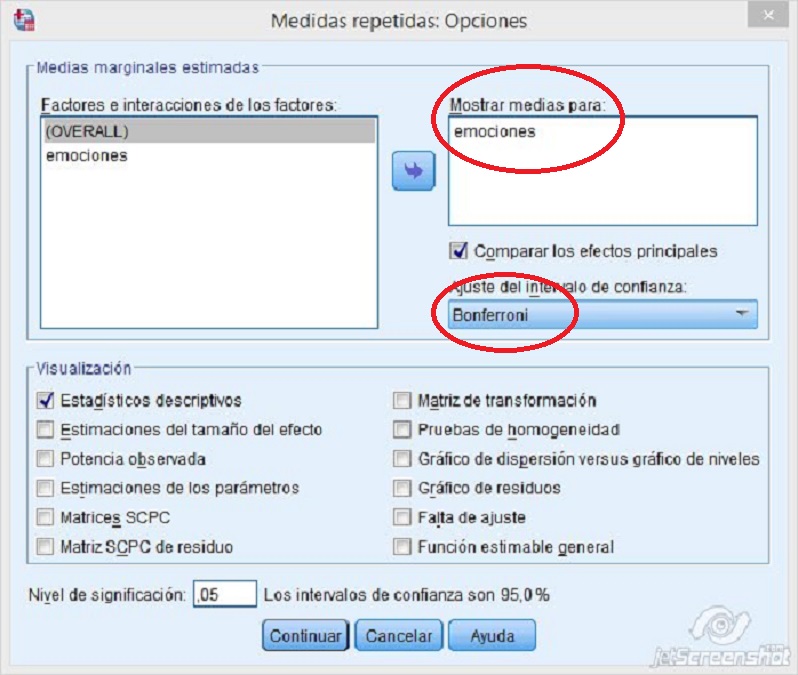 Medidas repetidas: Opciones
Medias marginales estimadas
Factores e interacciones de los factores:
(OVERALL)
emociones
Mostrar medias para:
emociones
Comparar los efectos principales
Ajuste del intervalo de confianza:
Bonferroni
Visualización
Estadísticos descriptivos
Estimaciones del tamaño del efecto
Potencia observada
Estimaciones de los parámetros
Matrices SCPC
Matriz SCPC de residuo
Matriz de transformación
Pruebas de homogeneidad
Gráfico de dispersión versus gráfico de niveles
Gráfico de residuos
Falta de ajuste
Función estimable general
Nivel de significación: ,05 Los intervalos de confianza son 95,0%
Continuar Cancelar Ayuda
jetScreenshot